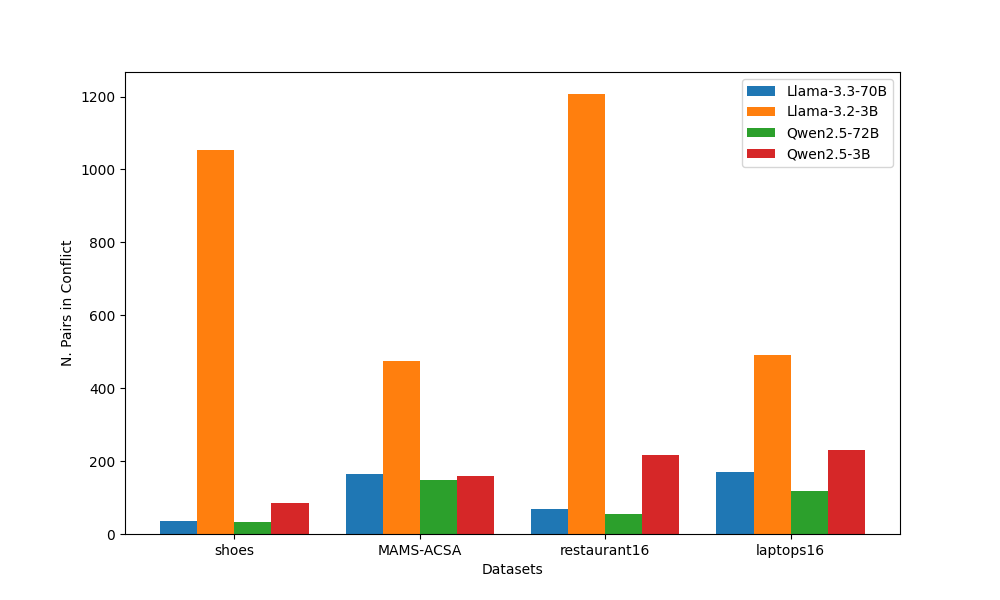 Llama-3.3-70B
Llama-3.2-3B
Qwen2.5-72B
Qwen2.5-3B
1200
1000
800
600
400
200
0
N. Pairs in Conflict
shoes MAMS-ACSA restaurant16 laptops16
Datasets